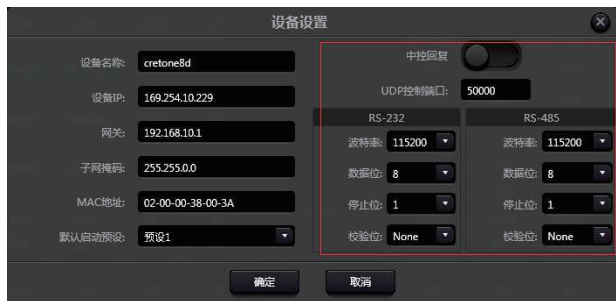 设备设置
设备名称: cretone8d
设备IP: 169.254.10.229
网关: 192.168.10.1
子网掩码: 255.255.0.0
MAC地址: 02-00-00-38-00-3A
默认启动预设: 预设1
中控回复
UDP控制端口: 50000
RS-232
波特率: 115200
数据位: 8
停止位: 1
校验位: None
RS-485
波特率: 115200
数据位: 8
停止位: 1
校验位: None
确定
取消